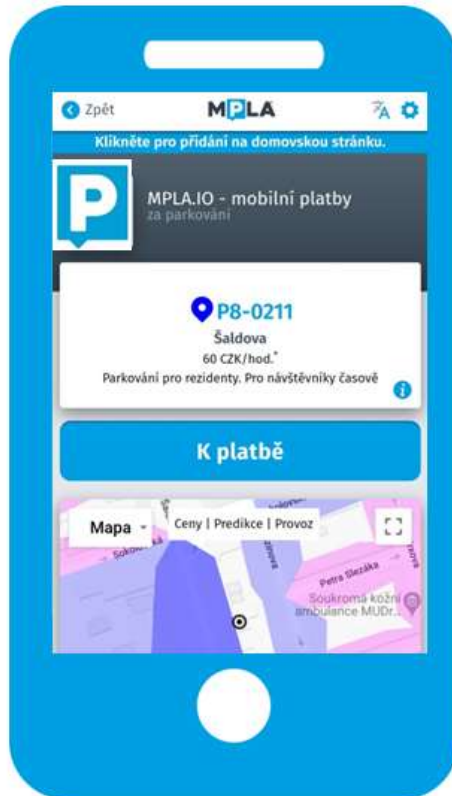 Zpět
MPLA
Klikněte pro přidání na domovskou stránku.
P
MPLA.IO - mobilní platby
za parkování
P8-0211
Šaldova
60 CZK/hod.*
Parkování pro rezidenty. Pro návštěvníky časově
K platbě
Mapa
Ceny | Predikce | Provoz
Petra Slezáka
Soukromá kožní
ambulance MUDr...